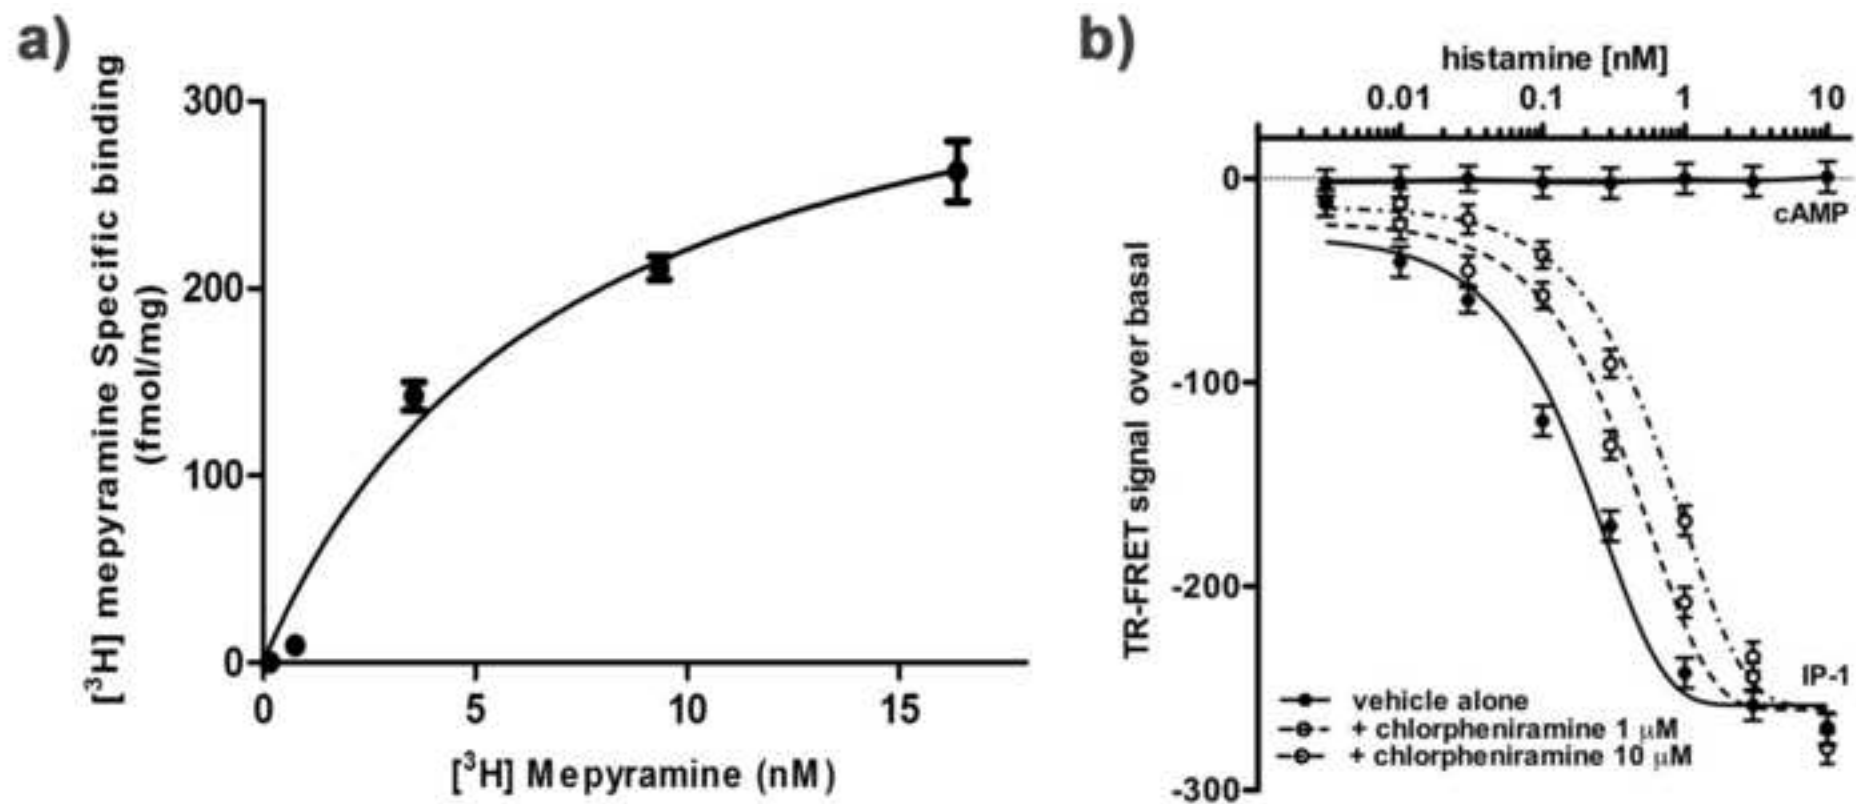 a)
[³H] mepyramine Specific binding
(fmol/mg)
300
200
100
0
0 5 10 15
[³H] Mepyramine (nM)
b)
histamine [nM]
0.01 0.1 1 10
TR-FRET signal over basal
0
-100
-200
-300
cAMP
IP-1
vehicle alone
+ chlorpheniramine 1 μM
+ chlorpheniramine 10 μM